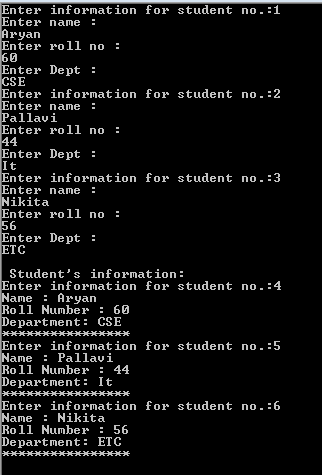 Enter information for student no.:1
Enter name :
Aryan
Enter roll no :
60
Enter Dept :
CSE
Enter information for student no.:2
Enter name :
Pallavi
Enter roll no :
44
Enter Dept :
It
Enter information for student no.:3
Enter name :
Nikita
Enter roll no :
56
Enter Dept :
ETC
Student's information:
Enter information for student no.:4
Name : Aryan
Roll Number : 60
Department: CSE
****************
Enter information for student no.:5
Name : Pallavi
Roll Number : 44
Department: It
****************
Enter information for student no.:6
Name : Nikita
Roll Number : 56
Department: ETC
****************